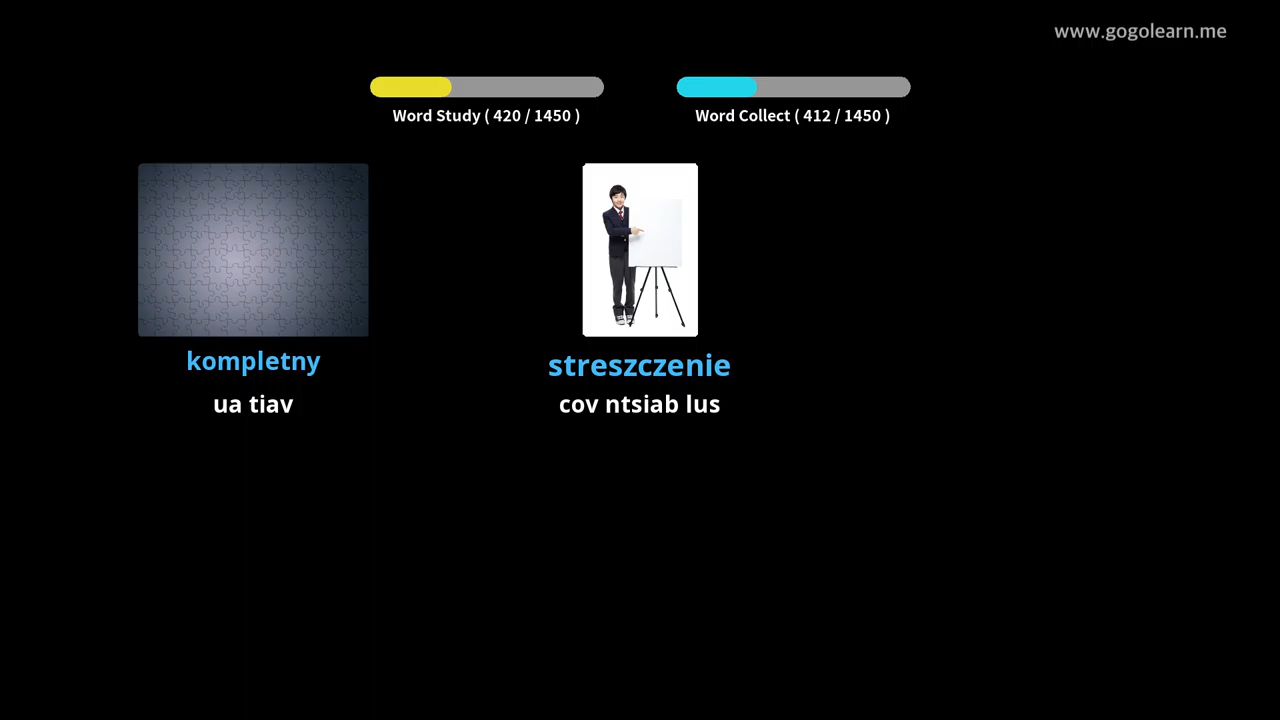 www.gogolearn.me
Word Study ( 420 / 1450 )
Word Collect ( 412 / 1450 )
kompletny
ua tiav
streszczenie
cov ntsiab lus